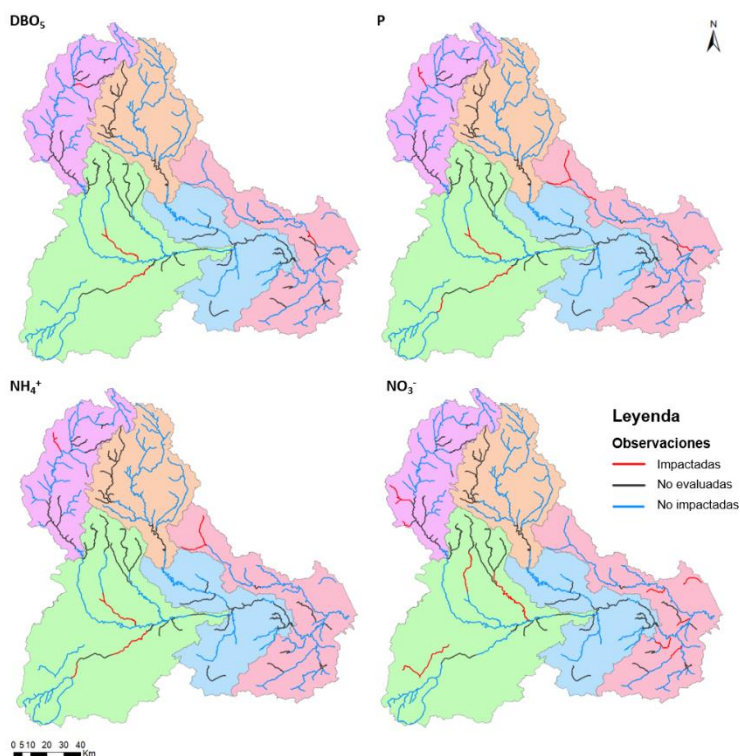 DBO₅
P
N
NH₄⁺
NO₃⁻
Leyenda
Observaciones
Impactadas
No evaluadas
No impactadas
0 5 10 20 30 40
Km